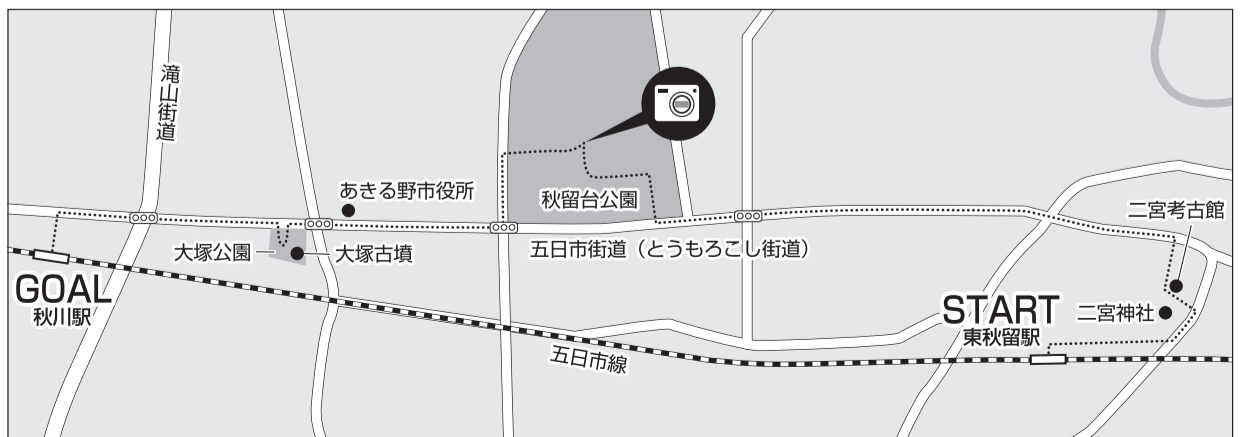 滝山街道
あきる野市役所
秋留台公園
二宮考古館
大塚公園
大塚古墳
五日市街道（とうもろこし街道）
GOAL
秋川駅
START
東秋留駅
二宮神社
五日市線